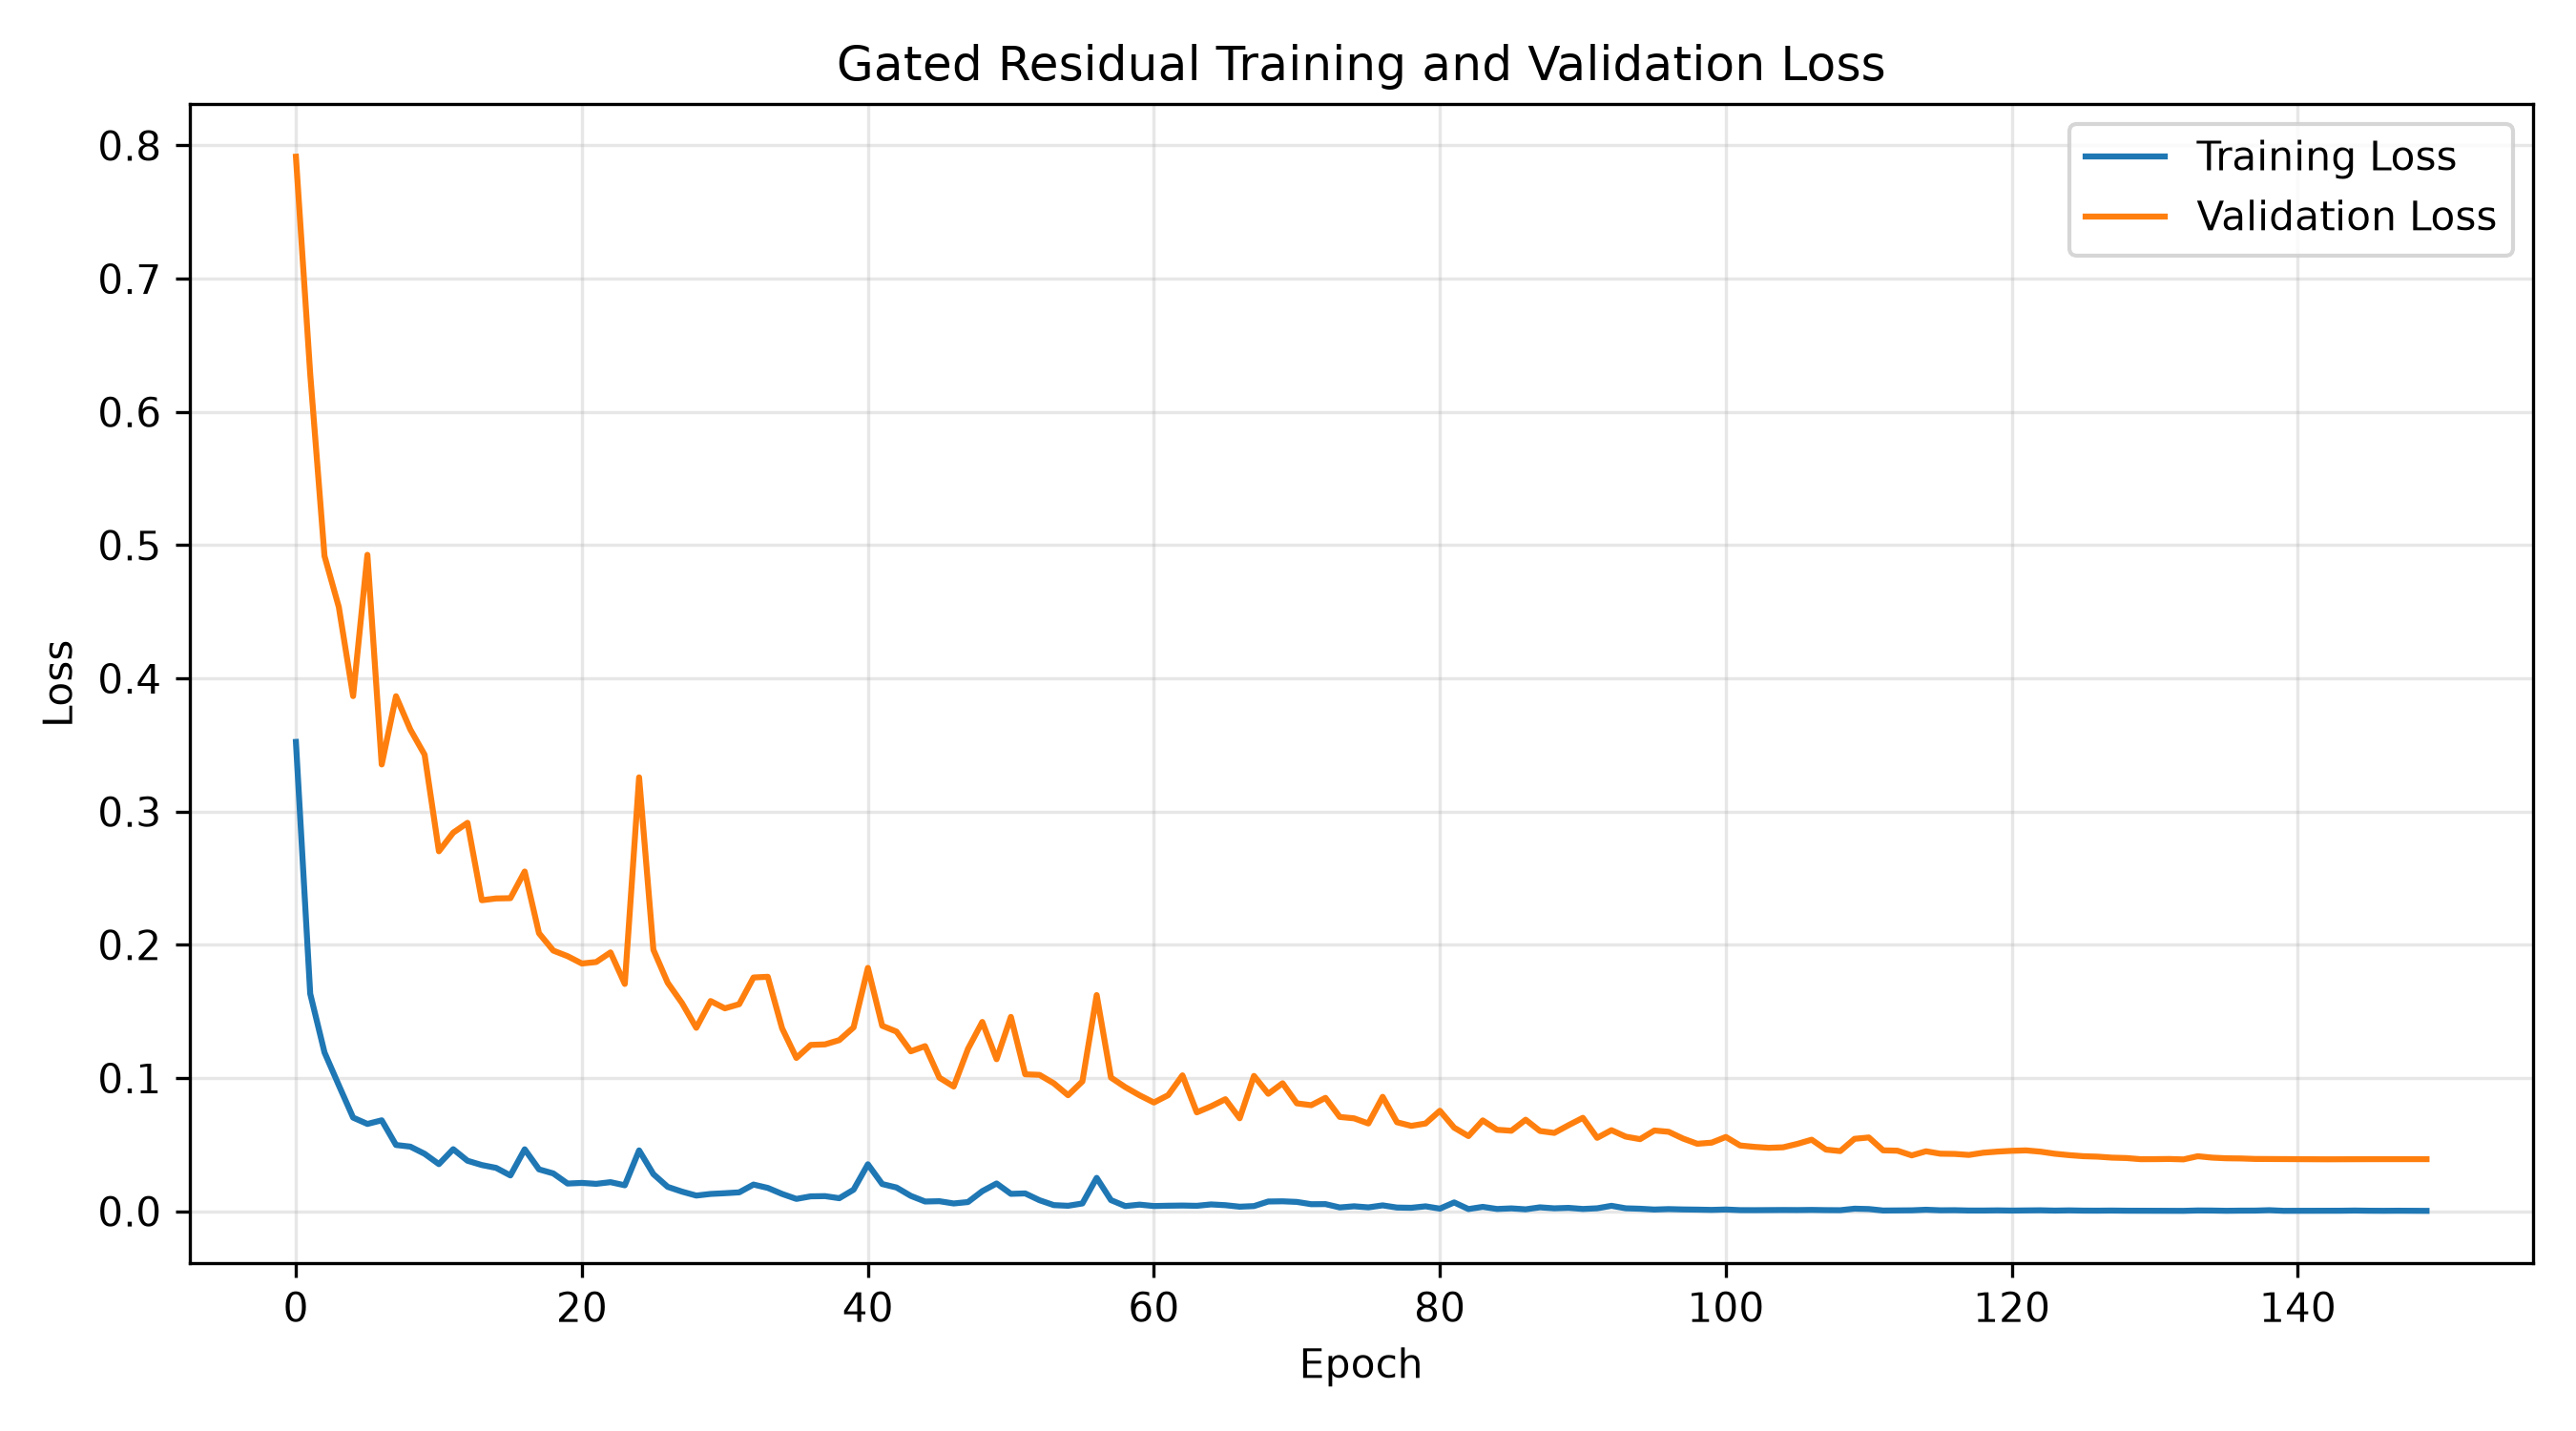 Gated Residual Training and Validation Loss
Training Loss
Validation Loss
0.8
0.7
0.6
0.5
0.4
0.3
0.2
0.1
0.0
Loss
0 20 40 60 80 100 120 140
Epoch